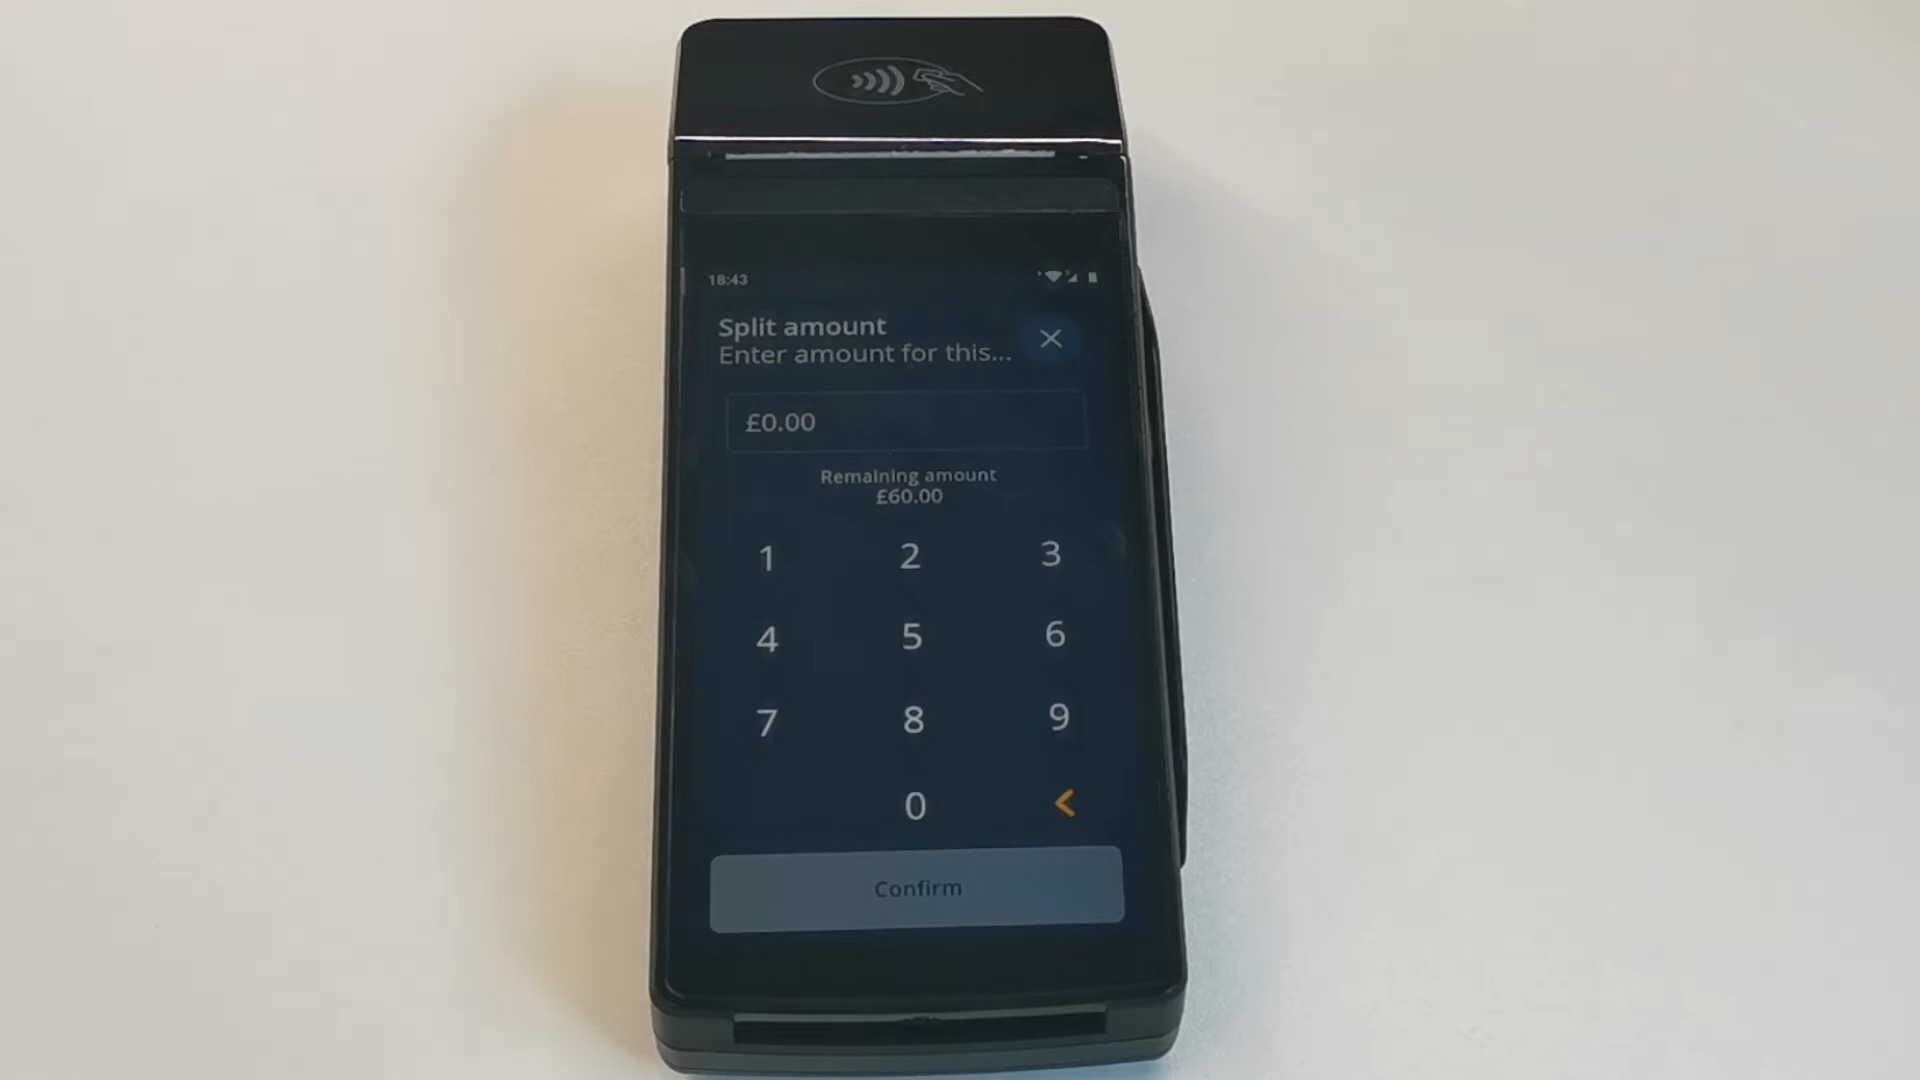 18:43
Split amount
Enter amount for this...
£0.00
Remaining amount
£60.00
1 2 3
4 5 6
7 8 9
0
Confirm